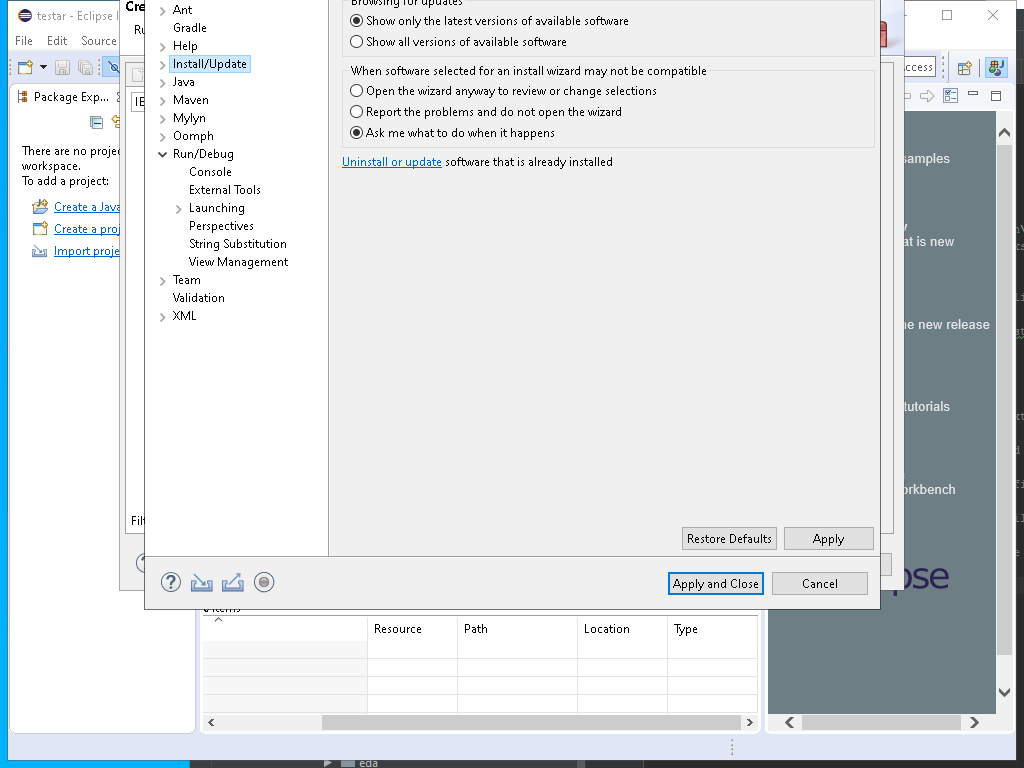 testar - Eclipse I
File Edit Source
Cre
Ru
Package Exp...
There are no projec
workspace.
To add a project:
Create a Java
Create a proj
Import proje
Filt
Ant
Gradle
Help
Install/Update
Java
Maven
Mylyn
Oomph
Run/Debug
Console
External Tools
Launching
Perspectives
String Substitution
View Management
Team
Validation
XML
Browsing for updates
Show only the latest versions of available software
Show all versions of available software
When software selected for an install wizard may not be compatible
Open the wizard anyway to review or change selections
Report the problems and do not open the wizard
Ask me what to do when it happens
Uninstall or update software that is already installed
Restore Defaults Apply
Apply and Close Cancel
ccess
samples
at is new
he new release
tutorials
orkbench
pse
Resource Path Location Type
eda